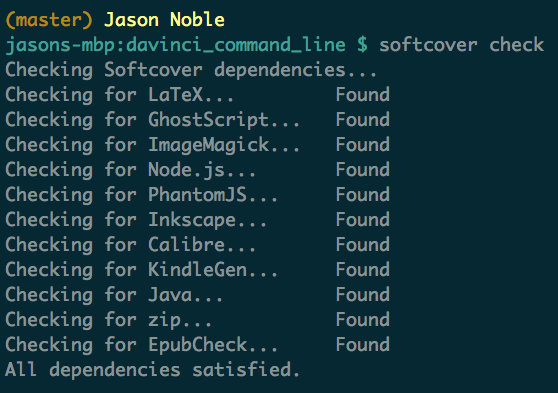 (master) Jason Noble
jasons-mbp:davinci_command_line $ softcover check
Checking Softcover dependencies...
Checking for LaTeX...         Found
Checking for GhostScript...   Found
Checking for ImageMagick...   Found
Checking for Node.js...       Found
Checking for PhantomJS...     Found
Checking for Inkscape...      Found
Checking for Calibre...       Found
Checking for KindleGen...     Found
Checking for Java...          Found
Checking for zip...           Found
Checking for EpubCheck...     Found
All dependencies satisfied.